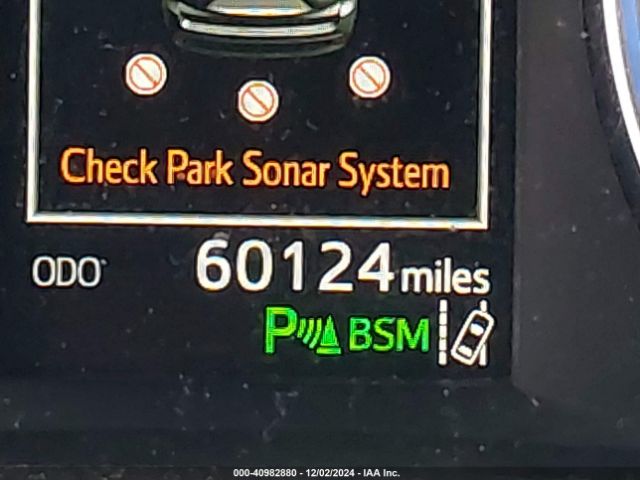 Check Park Sonar System
ODO 60124 miles
P BSM
000-40982880 - 12/02/2024 - IAA Inc.